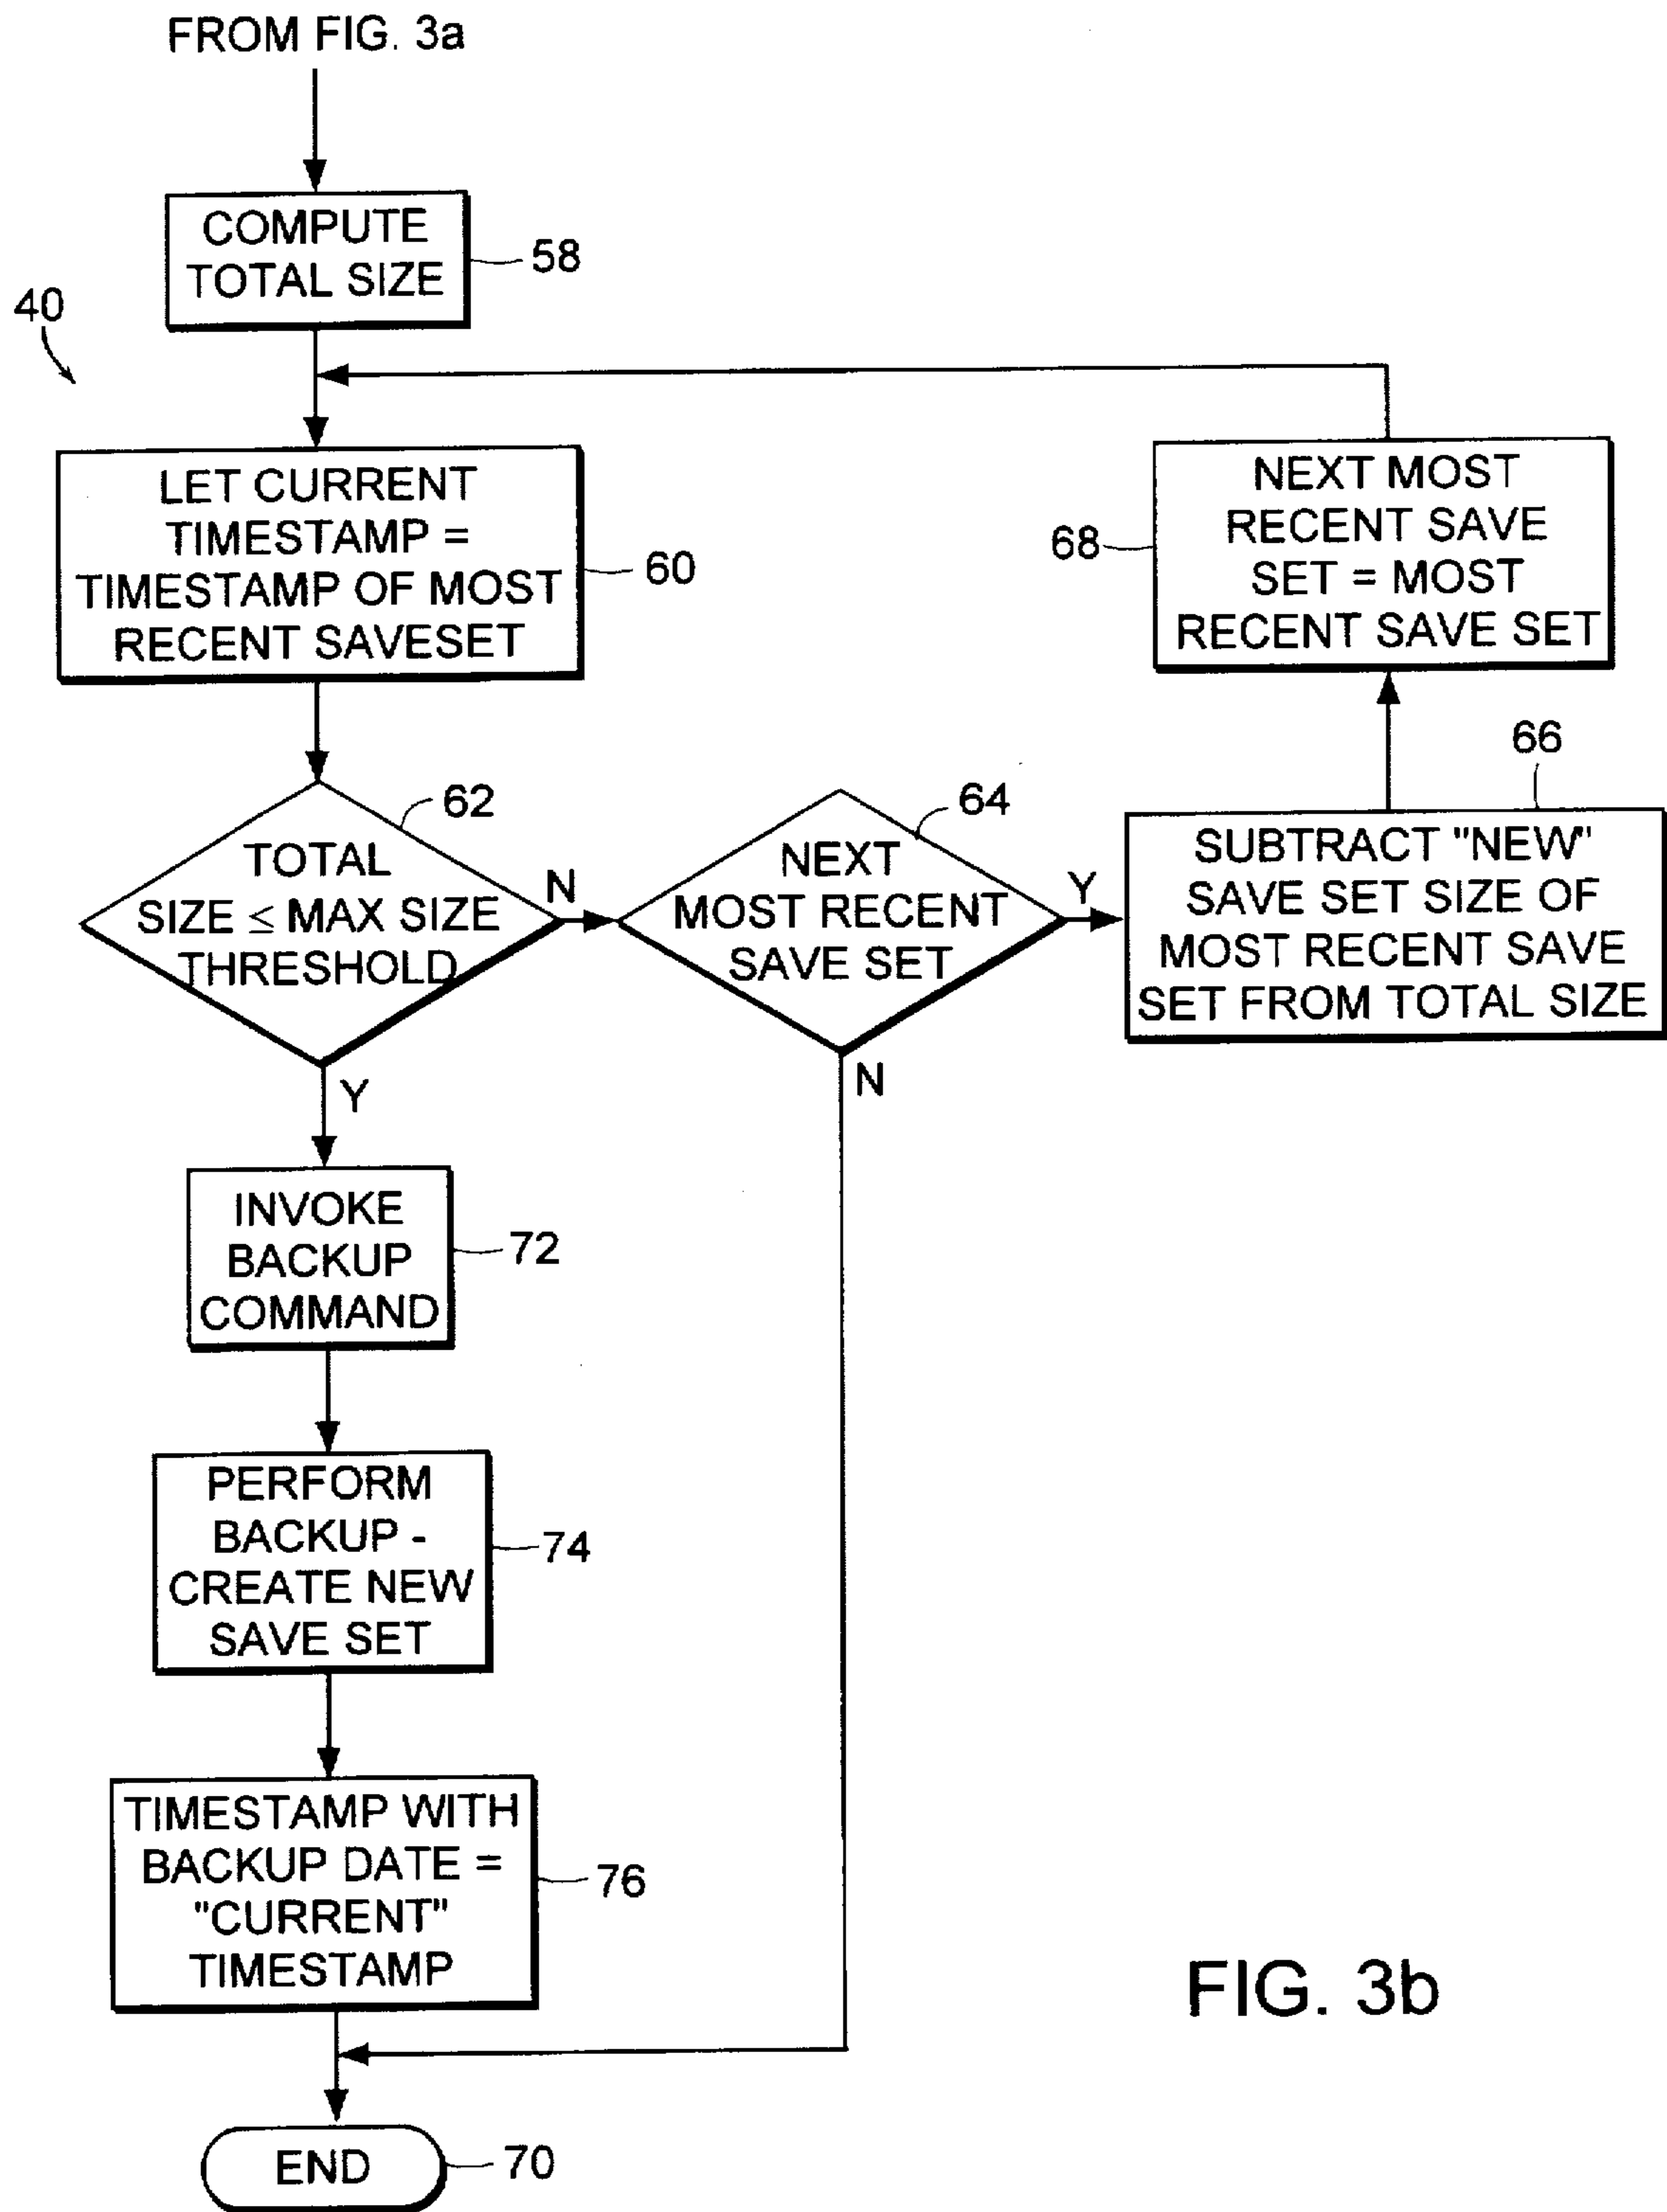 FROM FIG. 3a
COMPUTE
TOTAL SIZE
58
40
LET CURRENT
TIMESTAMP =
TIMESTAMP OF MOST
RECENT SAVESET
60
NEXT MOST
RECENT SAVE
SET = MOST
RECENT SAVE SET
68
66
62
TOTAL
SIZE ≤ MAX SIZE
THRESHOLD
N
Y
64
NEXT
MOST RECENT
SAVE SET
Y
N
SUBTRACT "NEW"
SAVE SET SIZE OF
MOST RECENT SAVE
SET FROM TOTAL SIZE
INVOKE
BACKUP
COMMAND
72
PERFORM
BACKUP -
CREATE NEW
SAVE SET
74
TIMESTAMP WITH
BACKUP DATE =
"CURRENT"
TIMESTAMP
76
END
70
FIG. 3b